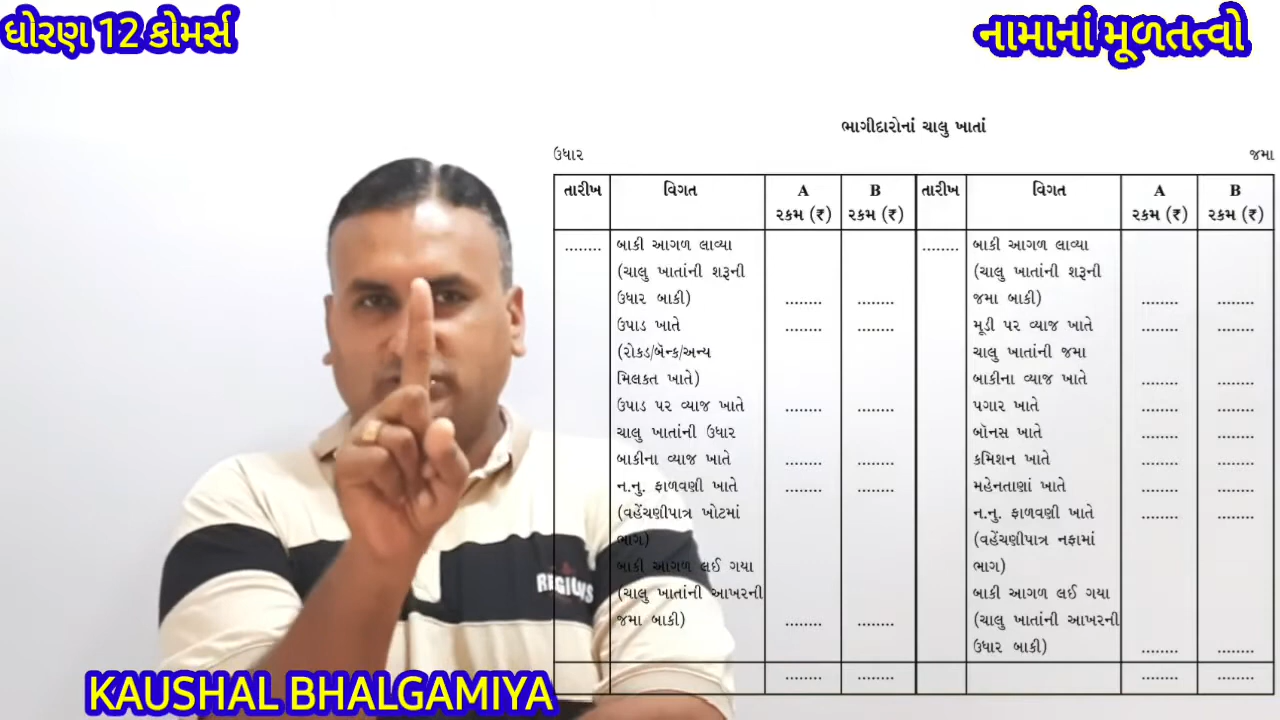 ધોરણ 12 કોમર્સ
નામાનાં મૂળતત્વો
ભાગીદારોનાં ચાલુ ખાતાં
ઉધાર
જમા
તારીખ વિગત A B તારીખ વિગત A B
રકમ (₹) રકમ (₹) રકમ (₹) રકમ (₹)
........ બાકી આગળ લાવ્યા ........ બાકી આગળ લાવ્યા
(ચાલુ ખાતાંની શરૂની (ચાલુ ખાતાંની શરૂની
ઉધાર બાકી) ........ ........ જમા બાકી) ........ ........
ઉપાડ ખાતે ........ ........ મૂડી પર વ્યાજ ખાતે ........ ........
(રોકડ/બૅન્ક/અન્ય ચાલુ ખાતાંની જમા
મિલકત ખાતે) બાકીના વ્યાજ ખાતે ........ ........
ઉપાડ પર વ્યાજ ખાતે ........ ........ પગાર ખાતે ........ ........
ચાલુ ખાતાંની ઉધાર બૉનસ ખાતે ........ ........
બાકીના વ્યાજ ખાતે ........ ........ કમિશન ખાતે ........ ........
ન.નુ. ફાળવણી ખાતે ........ ........ મહેનતાણાં ખાતે ........ ........
(વહેંચણીપાત્ર ખોટમાં ન.નુ. ફાળવણી ખાતે ........ ........
ભાગ) (વહેંચણીપાત્ર નફામાં
બાકી આગળ લઈ ગયા ભાગ)
(ચાલુ ખાતાંની આખરની બાકી આગળ લઈ ગયા
જમા બાકી) ........ ........ (ચાલુ ખાતાંની આખરની
ઉધાર બાકી) ........ ........
........ ........ ........ ........
KAUSHAL BHALGAMIYA